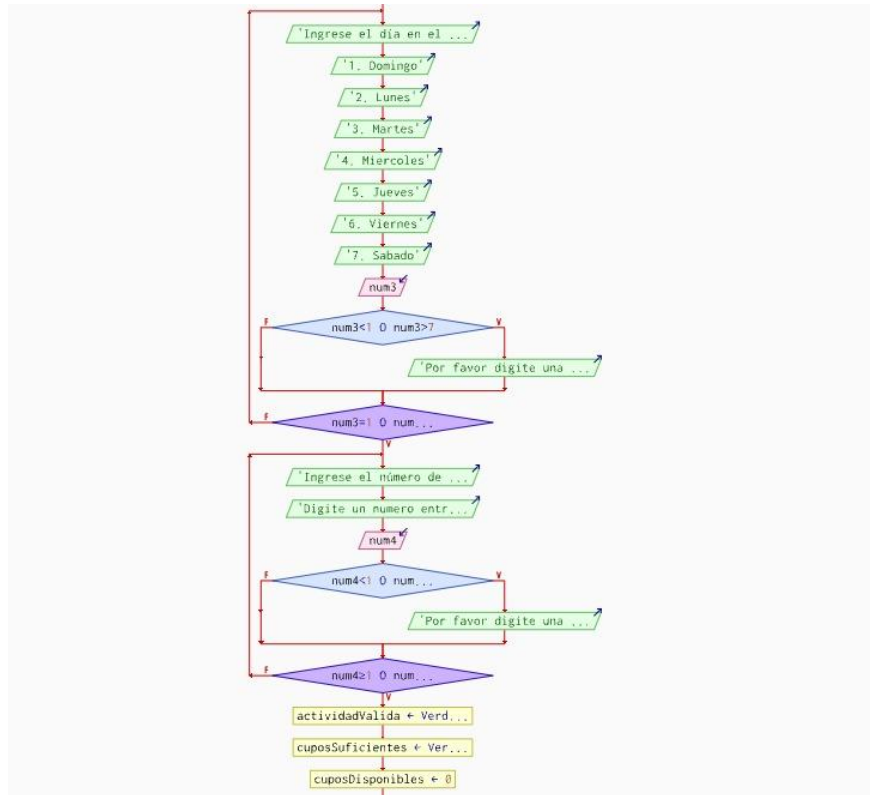 'Ingrese el día en el ...
'1. Domingo'
'2. Lunes'
'3. Martes'
'4. Miercoles'
'5. Jueves'
'6. Viernes'
'7. Sabado'
num3
F
num3<1 O num3>7
V
'Por favor digite una ...
F
num3=1 O num...
V
'Ingrese el número de ...
'Digite un numero entr...
num4
F
num4<1 O num...
V
'Por favor digite una ...
F
num4≥1 O num...
V
actividadValida ← Verd...
cuposSuficientes ← Ver...
cuposDisponibles ← 0